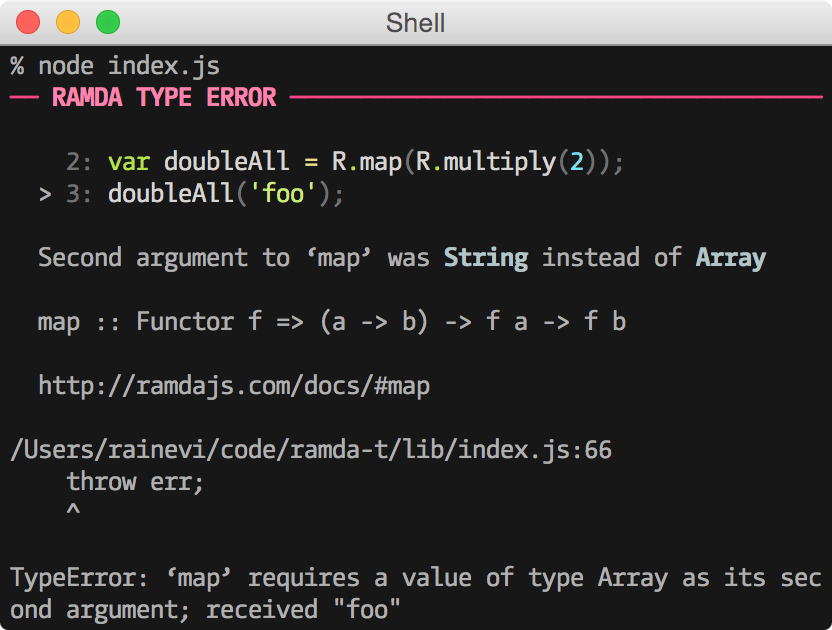 Shell
% node index.js
RAMDA TYPE ERROR
2: var doubleAll = R.map(R.multiply(2));
> 3: doubleAll('foo');
Second argument to ‘map’ was String instead of Array
map :: Functor f => (a -> b) -> f a -> f b
http://ramdajs.com/docs/#map
/Users/rainevi/code/ramda-t/lib/index.js:66
throw err;
^
TypeError: ‘map’ requires a value of type Array as its sec
ond argument; received "foo"